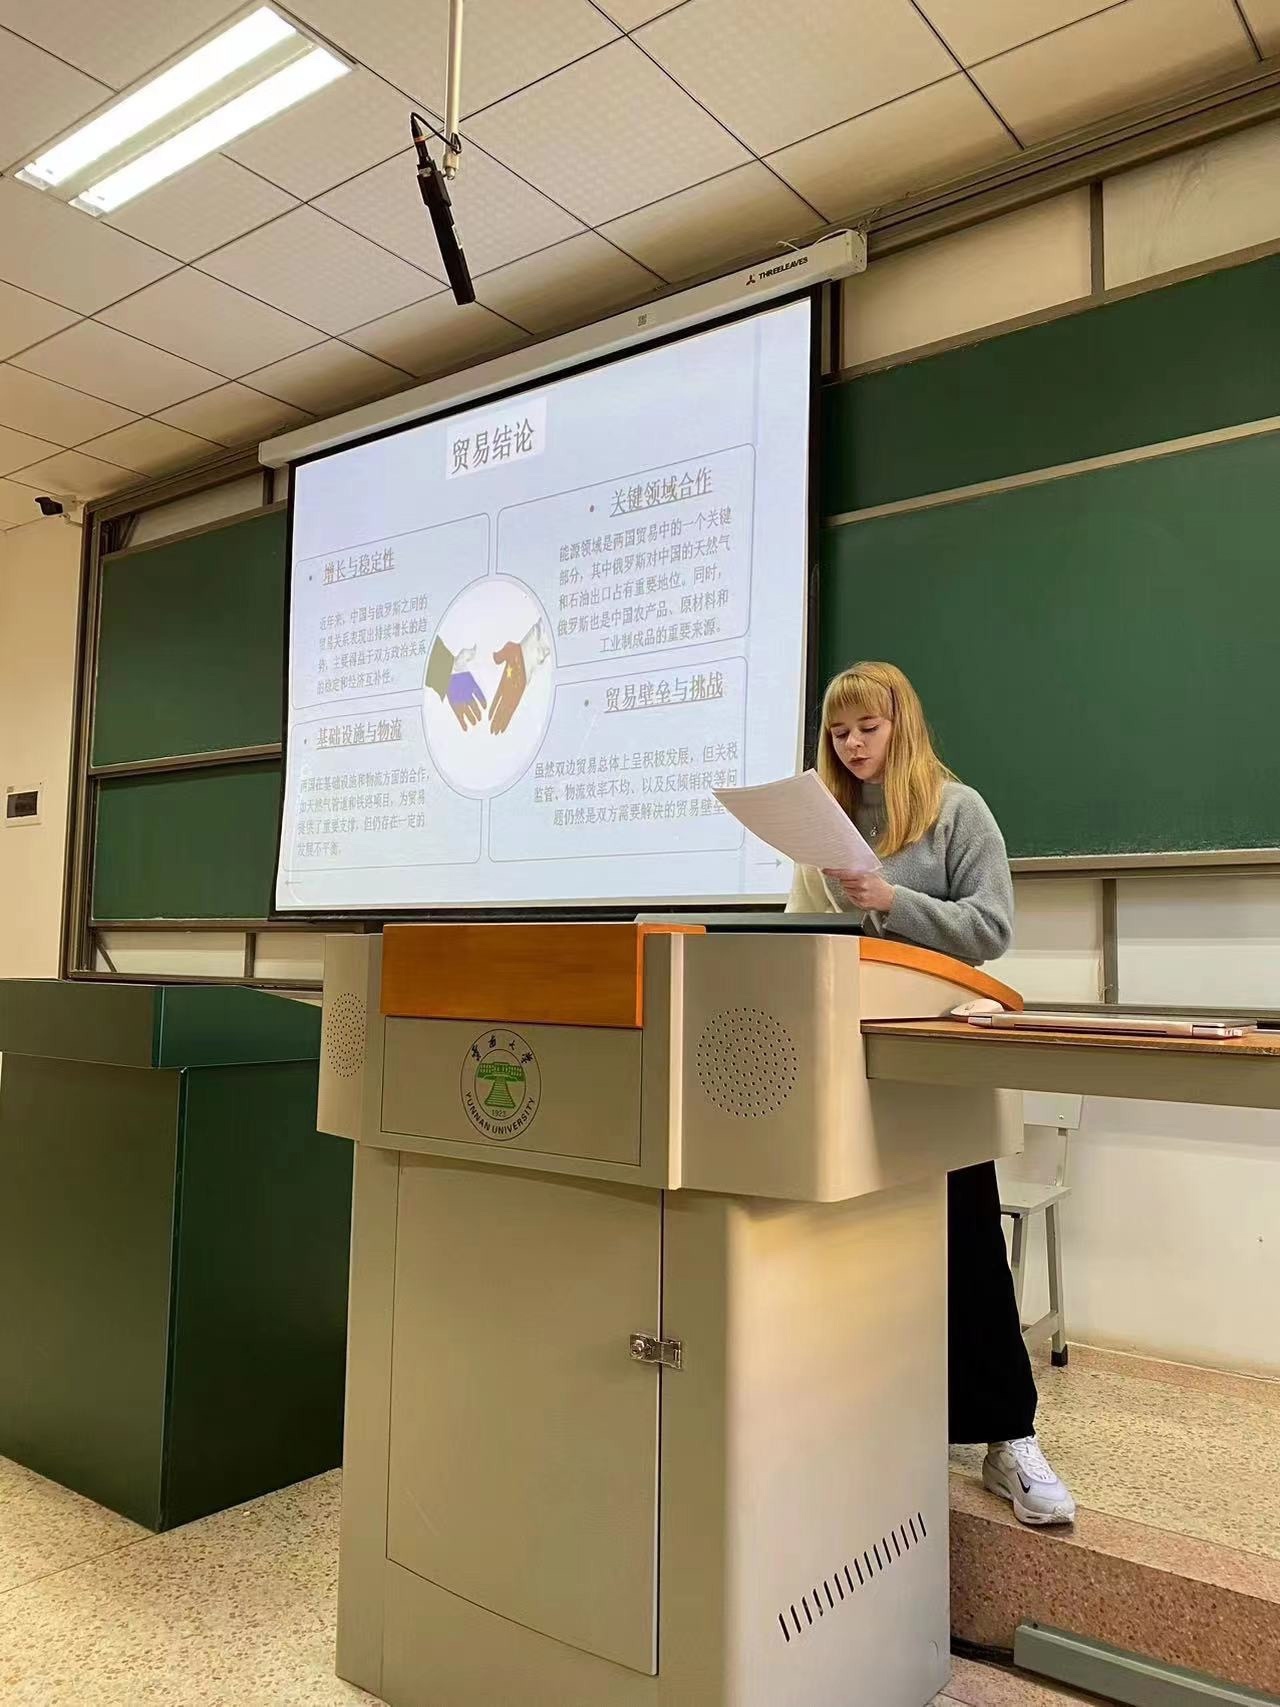 THREELEAVES
贸易结论
增长与稳定性
近年来，中国与俄罗斯之间的
贸易关系表现出持续增长的趋
势，主要得益于双方政治关系
的稳定和经济互补性。
关键领域合作
能源领域是两国贸易中的一个关键
部分，其中俄罗斯对中国的天然气
和石油出口占有重要地位。同时，
俄罗斯也是中国农产品、原材料和
工业制成品的重要来源。
基础设施与物流
两国在基础设施和物流方面的合作，
如天然气管道和铁路项目，为贸易
提供了重要支撑，但仍存在一定的
发展不平衡。
贸易壁垒与挑战
虽然双边贸易总体上呈积极发展，但关税
监管、物流效率不均、以及反倾销税等问
题仍然是双方需要解决的贸易壁垒
云南大学
1923
YUNNAN UNIVERSITY